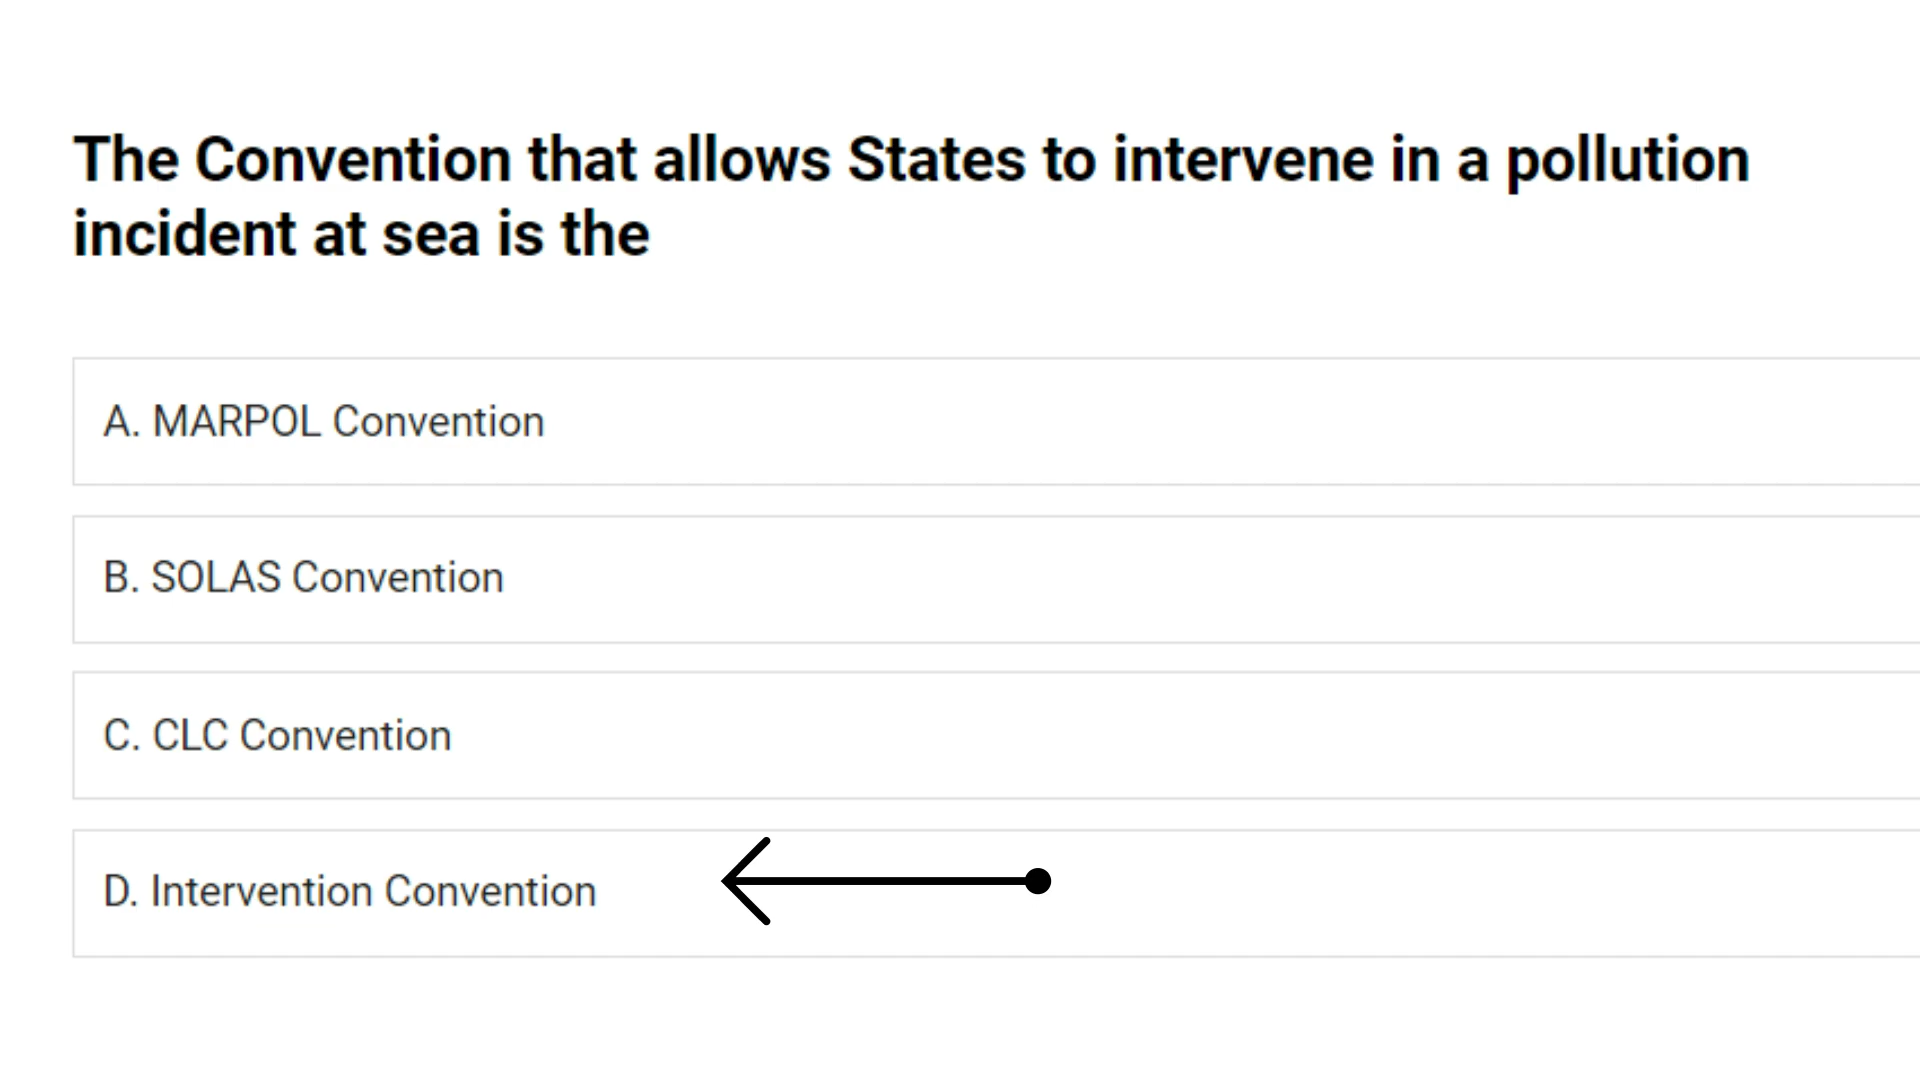 The Convention that allows States to intervene in a pollution
incident at sea is the
A. MARPOL Convention
B. SOLAS Convention
C. CLC Convention
D. Intervention Convention